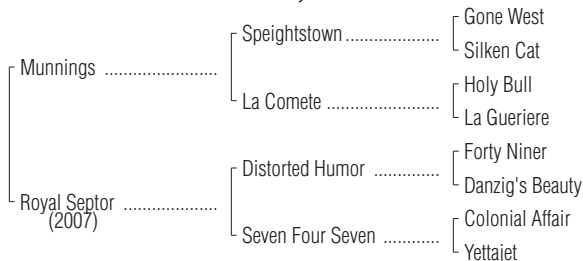 Gone West
Speightstown ....................
Silken Cat
Munnings ........................
Holy Bull
La Comete ........................
La Gueriere
Forty Niner
Distorted Humor ..............
Danzig's Beauty
Royal Septor ....................
(2007)
Colonial Affair
Seven Four Seven ............
Yettajet